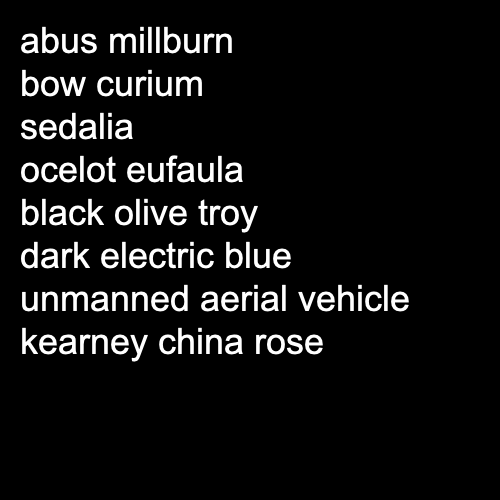 abus millburn
bow curium
sedalia
ocelot eufaula
black olive troy
dark electric blue
unmanned aerial vehicle
kearney china rose